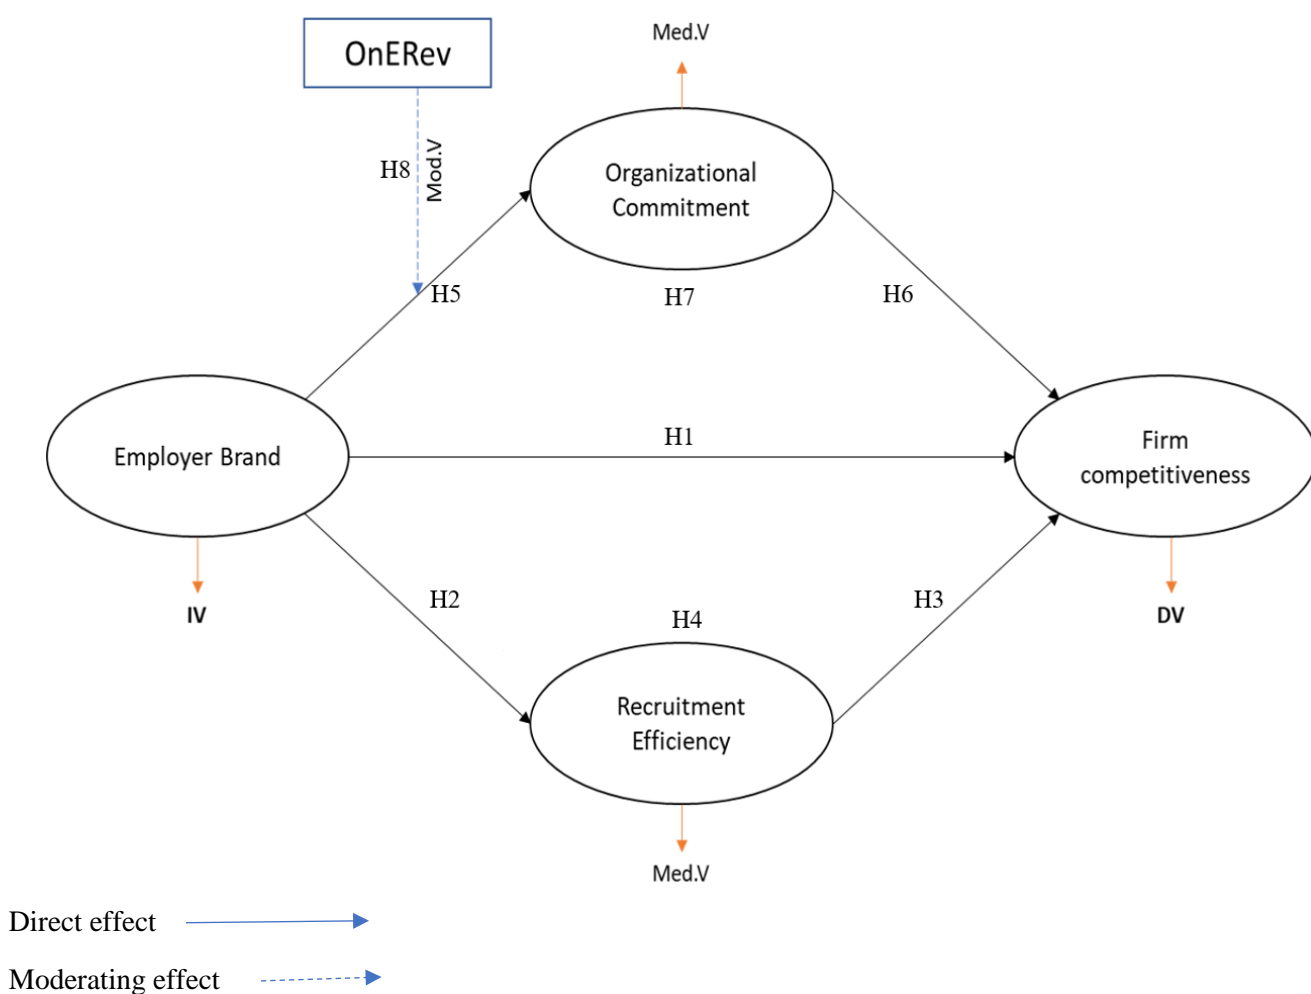 OnERev
Med.V
H8
Mod.V
Organizational
Commitment
H5
H7
H6
Employer Brand
H1
Firm
competitiveness
IV
H2
H4
H3
DV
Recruitment
Efficiency
Med.V
Direct effect
Moderating effect